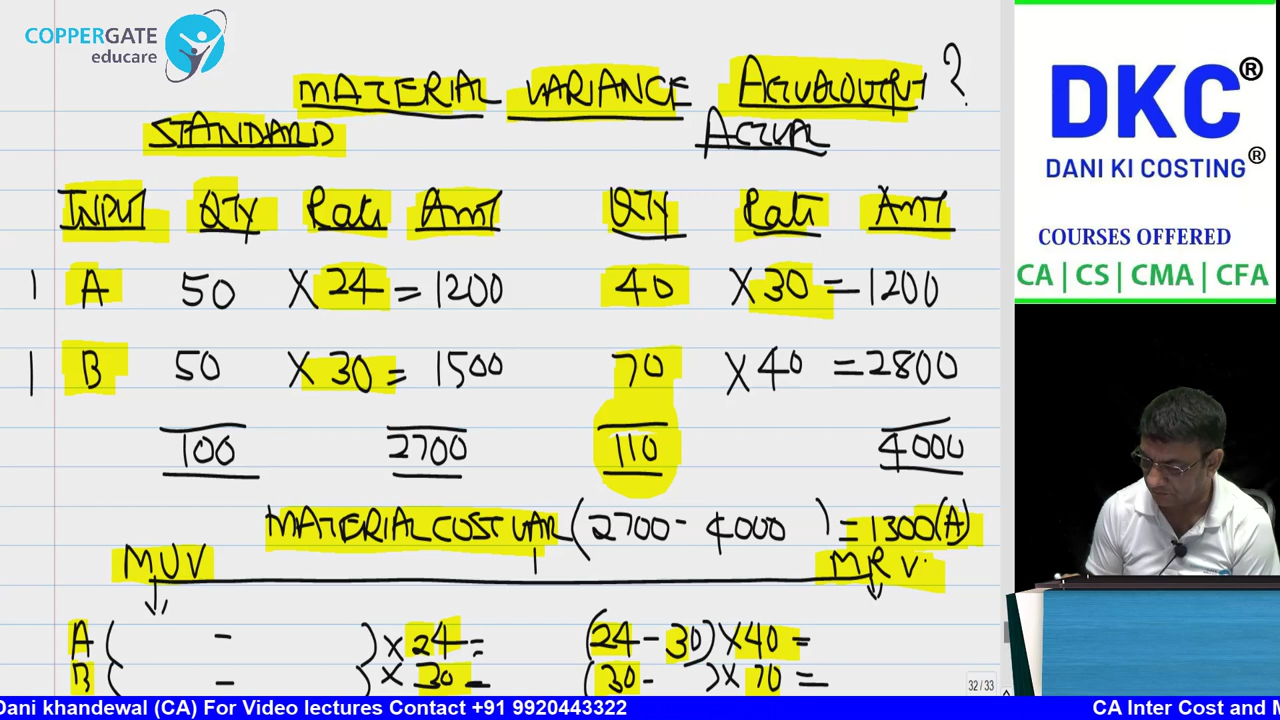 COPPERGATE
educare
MATERIAL VARIANCE ?
STANDARD ACTUAL
INPUT QTY Rate Amt QTY Rate Amt
1 A 50 X 24 = 1200 40 X 30 = 1200
1 B 50 X 30 = 1500 70 X 40 = 2800
100 2700 110 4000
MATERIAL COST VAR (2700 - 4000) = 1300 (A)
MUV MRV
A ( - ) X 24 = (24 - 30) X 40 =
B ( - ) X 30 = (30 - ) X 70 =
32 / 33
DKC®
DANI KI COSTING®
COURSES OFFERED
CA | CS | CMA | CFA
Dani khandewal (CA) For Video lectures Contact +91 9920443322
CA Inter Cost and M